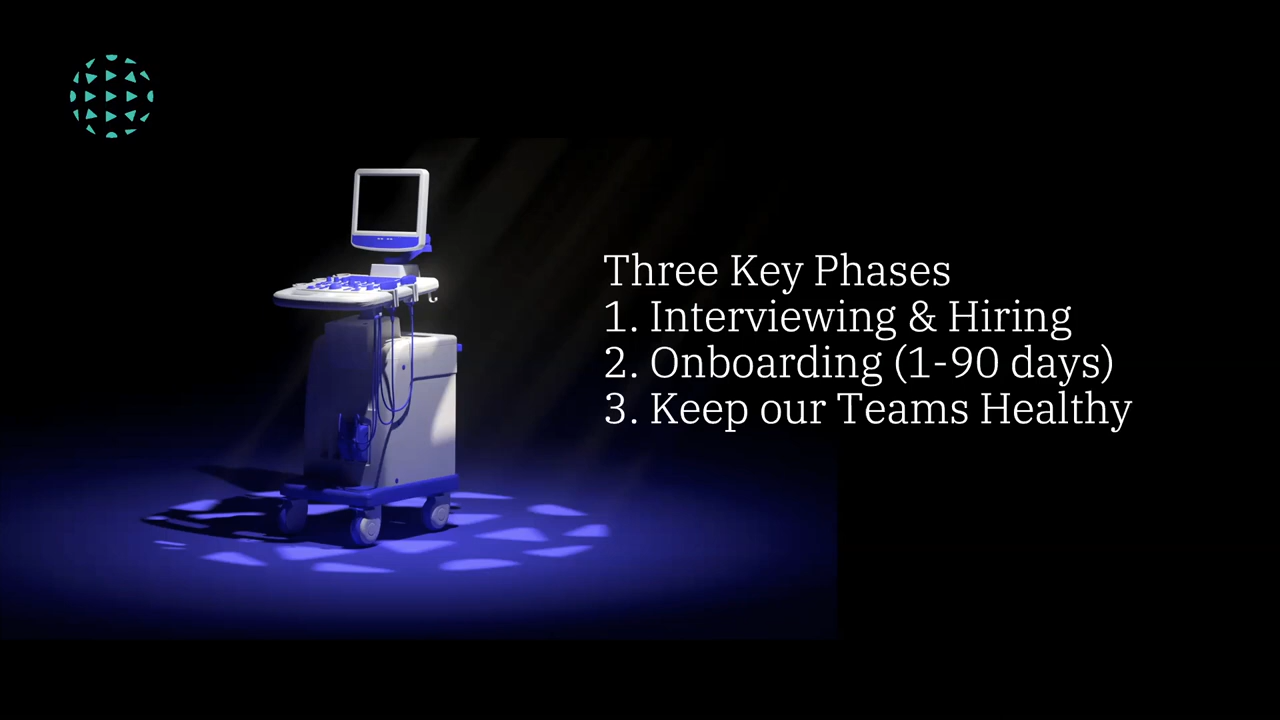 Three Key Phases
1. Interviewing & Hiring
2. Onboarding (1-90 days)
3. Keep our Teams Healthy